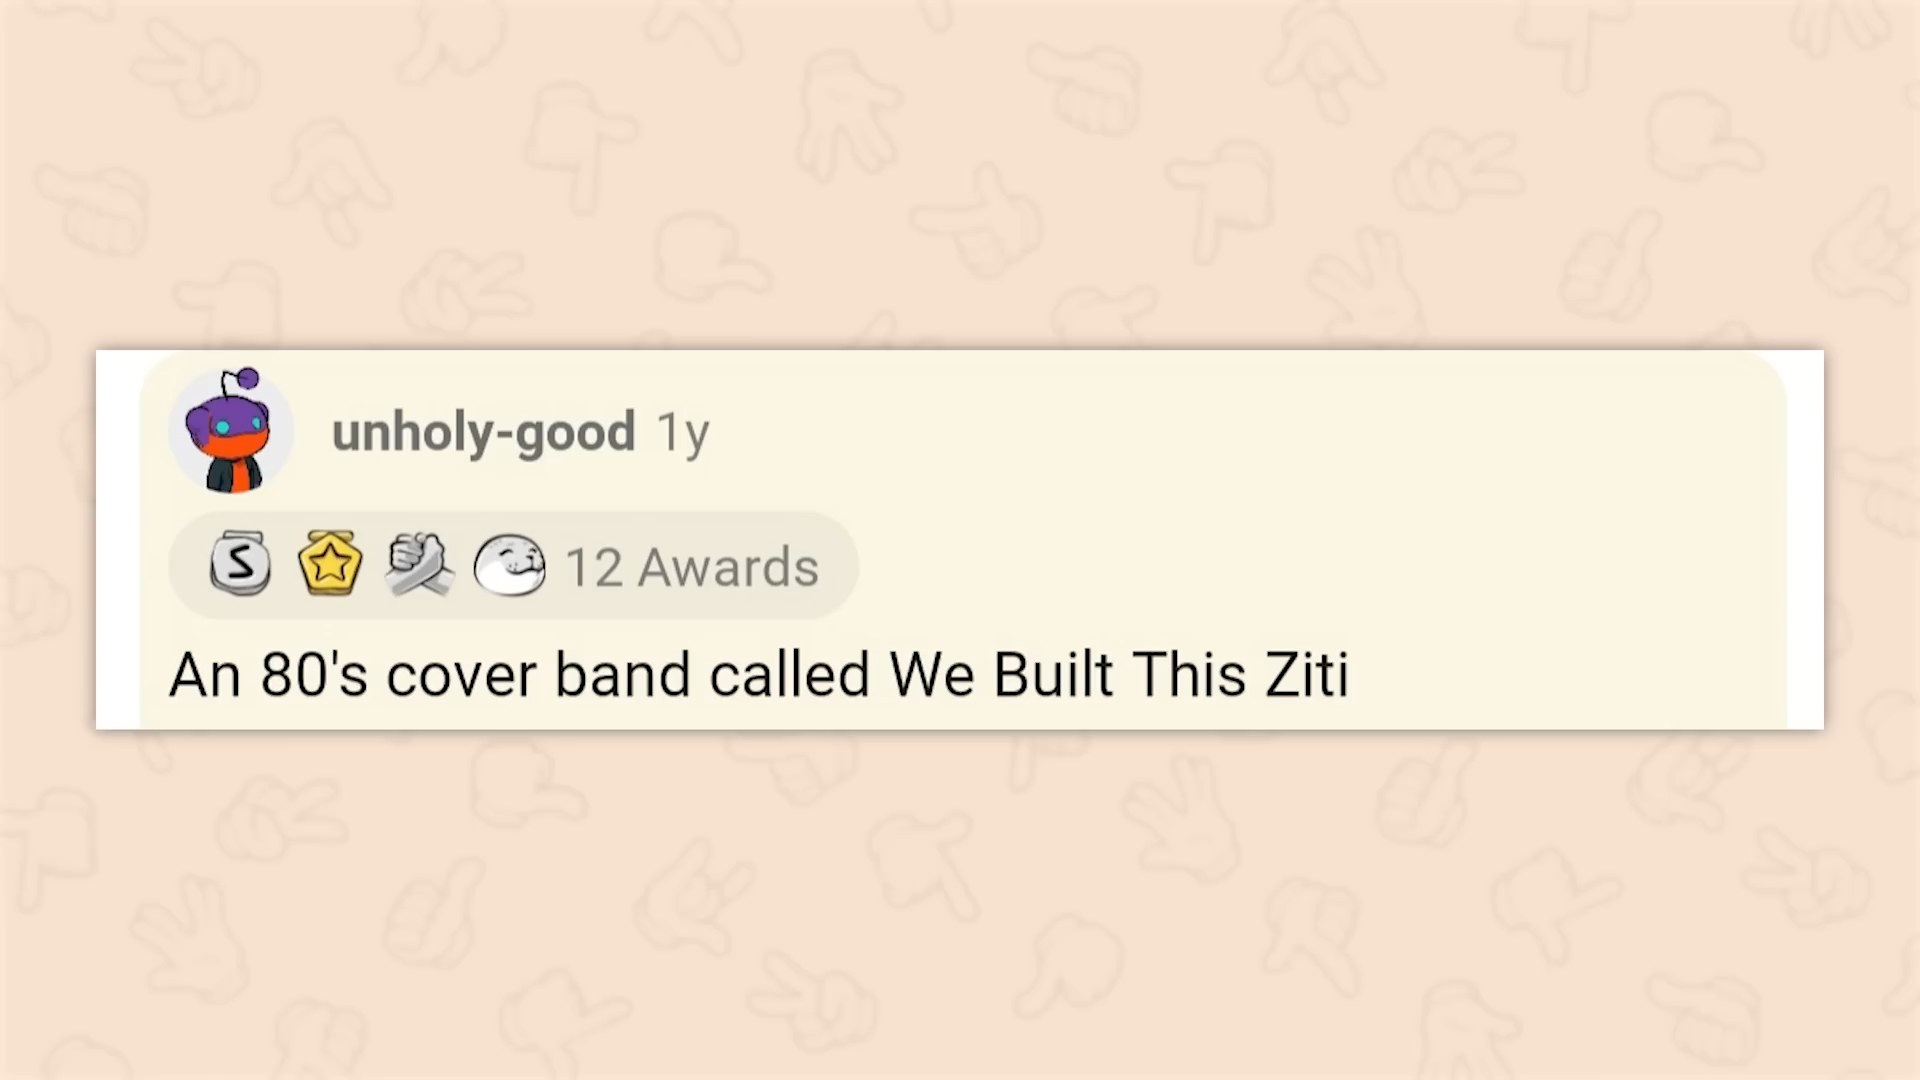 unholy-good 1y
S 12 Awards
An 80's cover band called We Built This Ziti